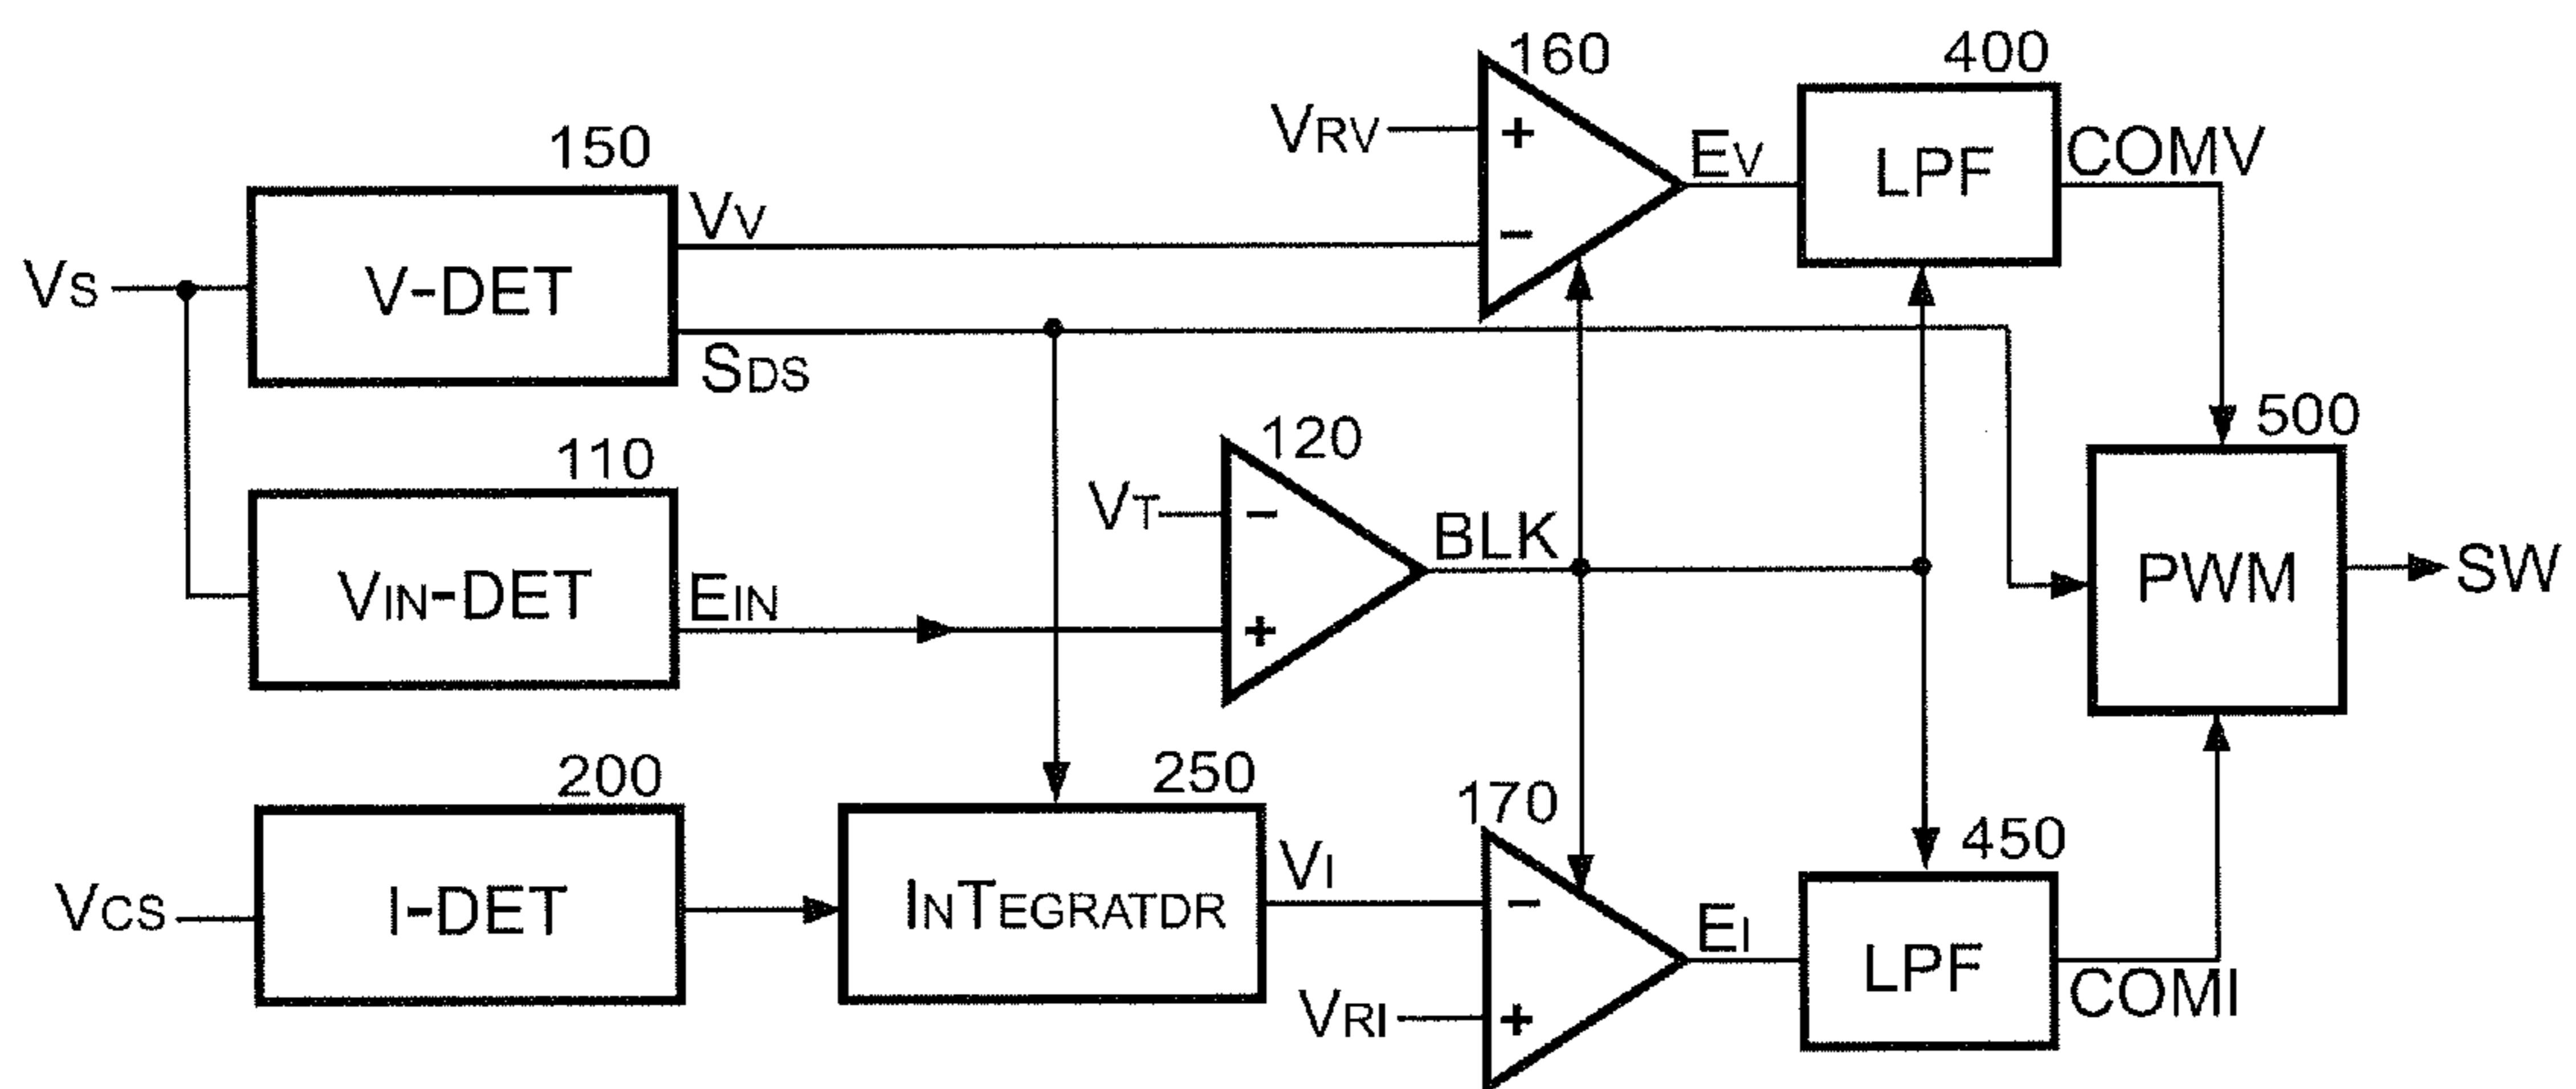 160
400
VRV
+
EV
LPF
COMV
150
VV
−
VS
V-DET
SDS
500
110
120
VT
−
BLK
PWM
SW
VIN-DET
EIN
+
200
250
170
450
VCS
I-DET
INTEGRATDR
VI
−
EI
LPF
COMI
VRI
+